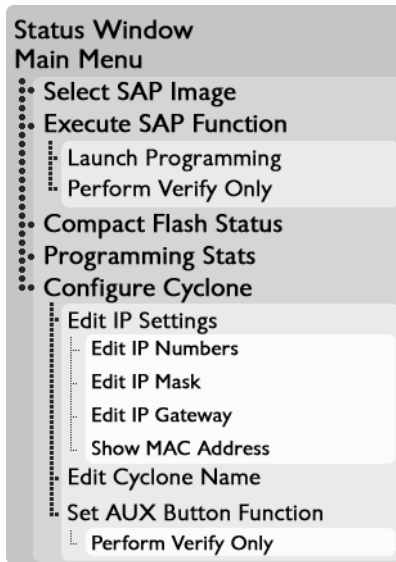 Status Window
Main Menu
Select SAP Image
Execute SAP Function
Launch Programming
Perform Verify Only
Compact Flash Status
Programming Stats
Configure Cyclone
Edit IP Settings
Edit IP Numbers
Edit IP Mask
Edit IP Gateway
Show MAC Address
Edit Cyclone Name
Set AUX Button Function
Perform Verify Only